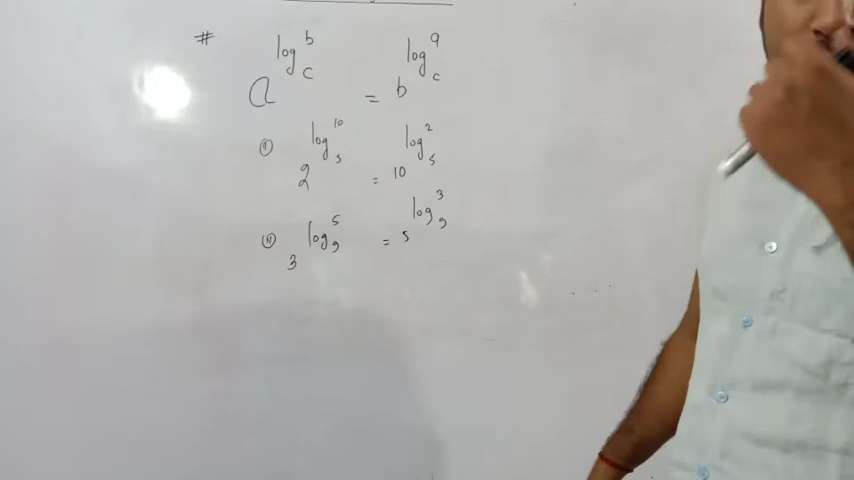 # a^{log_c^b} = b^{log_c^a}
(i) 2^{log_5^{10}} = 10^{log_5^2}
(ii) 3^{log_9^5} = 5^{log_9^3}